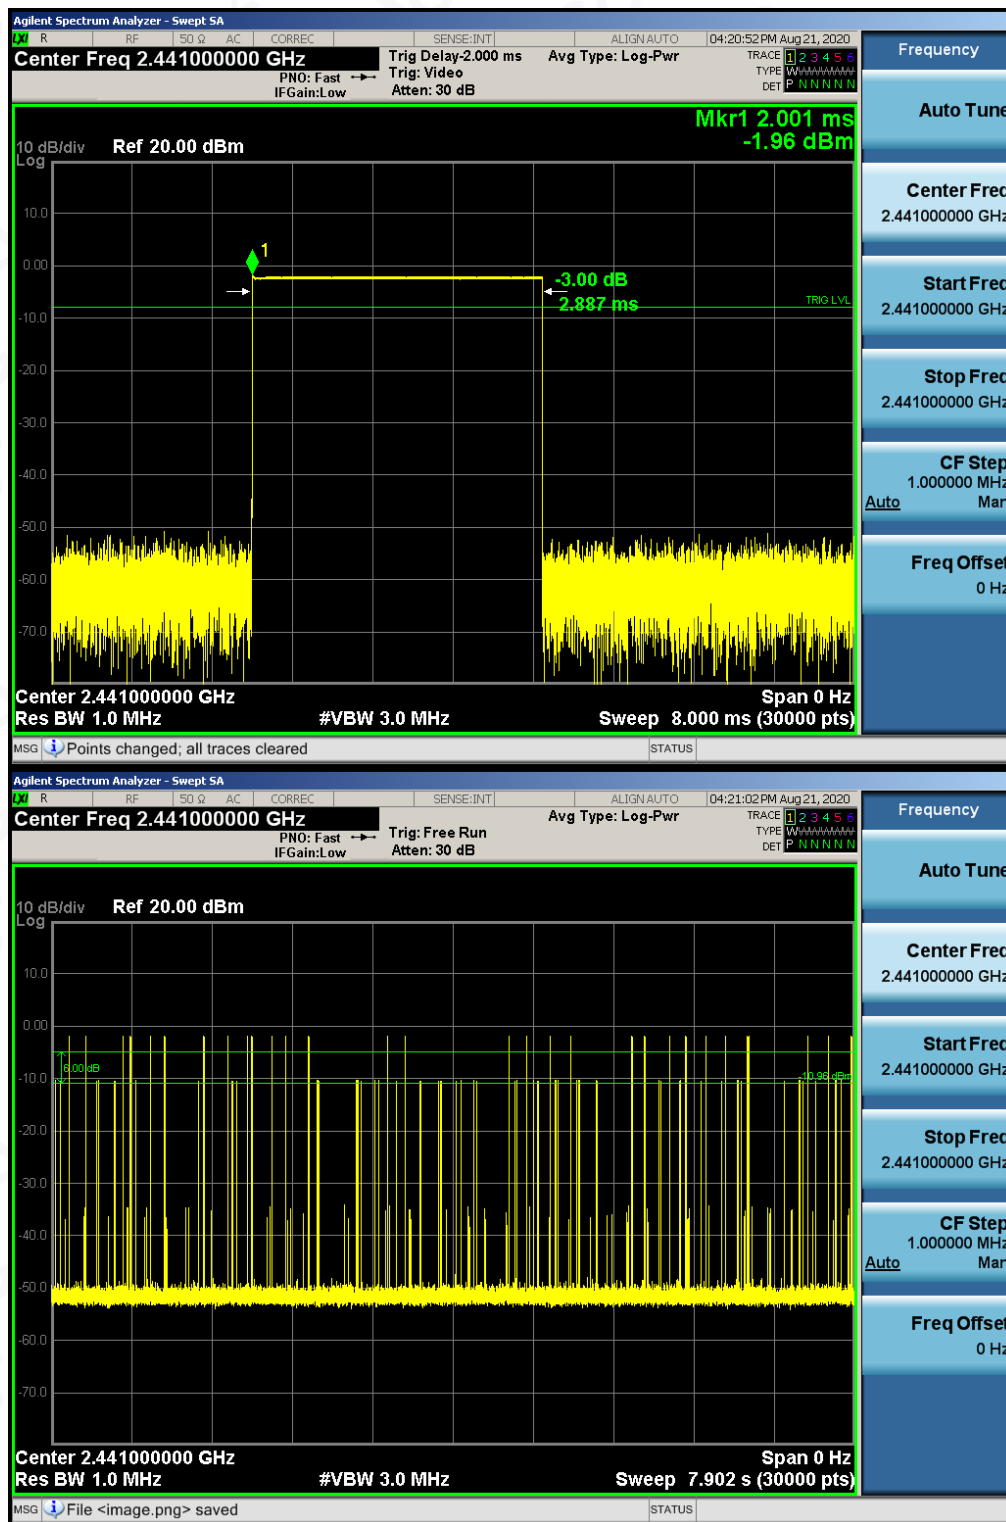 Agilent Spectrum Analyzer - Swept SA
LXI R RF 50 Ω AC CORREC SENSE:INT ALIGN AUTO 04:20:52 PM Aug 21, 2020
Center Freq 2.441000000 GHz Trig Delay-2.000 ms Avg Type: Log-Pwr TRACE 1 2 3 4 5 6
PNO: Fast Trig: Video TYPE WWWWWW
IFGain:Low Atten: 30 dB DET P N N N N N
Frequency
Auto Tune
Mkr1 2.001 ms
-1.96 dBm
10 dB/div Ref 20.00 dBm
Log
10.0
0.00
-10.0
-20.0
-30.0
-40.0
-50.0
-60.0
-70.0
1
-3.00 dB
2.887 ms
TRIG LVL
Center Freq
2.441000000 GHz
Start Freq
2.441000000 GHz
Stop Freq
2.441000000 GHz
CF Step
1.000000 MHz
Auto Man
Freq Offset
0 Hz
Center 2.441000000 GHz Span 0 Hz
Res BW 1.0 MHz #VBW 3.0 MHz Sweep 8.000 ms (30000 pts)
MSG Points changed; all traces cleared STATUS
Agilent Spectrum Analyzer - Swept SA
LXI R RF 50 Ω AC CORREC SENSE:INT ALIGN AUTO 04:21:02 PM Aug 21, 2020
Center Freq 2.441000000 GHz Avg Type: Log-Pwr TRACE 1 2 3 4 5 6
PNO: Fast Trig: Free Run TYPE WWWWWW
IFGain:Low Atten: 30 dB DET P N N N N N
Frequency
Auto Tune
10 dB/div Ref 20.00 dBm
Log
10.0
0.00
-10.0
-20.0
-30.0
-40.0
-50.0
-60.0
-70.0
6.00 dB
-10.96 dBm
Center Freq
2.441000000 GHz
Start Freq
2.441000000 GHz
Stop Freq
2.441000000 GHz
CF Step
1.000000 MHz
Auto Man
Freq Offset
0 Hz
Center 2.441000000 GHz Span 0 Hz
Res BW 1.0 MHz #VBW 3.0 MHz Sweep 7.902 s (30000 pts)
MSG File <image.png> saved STATUS